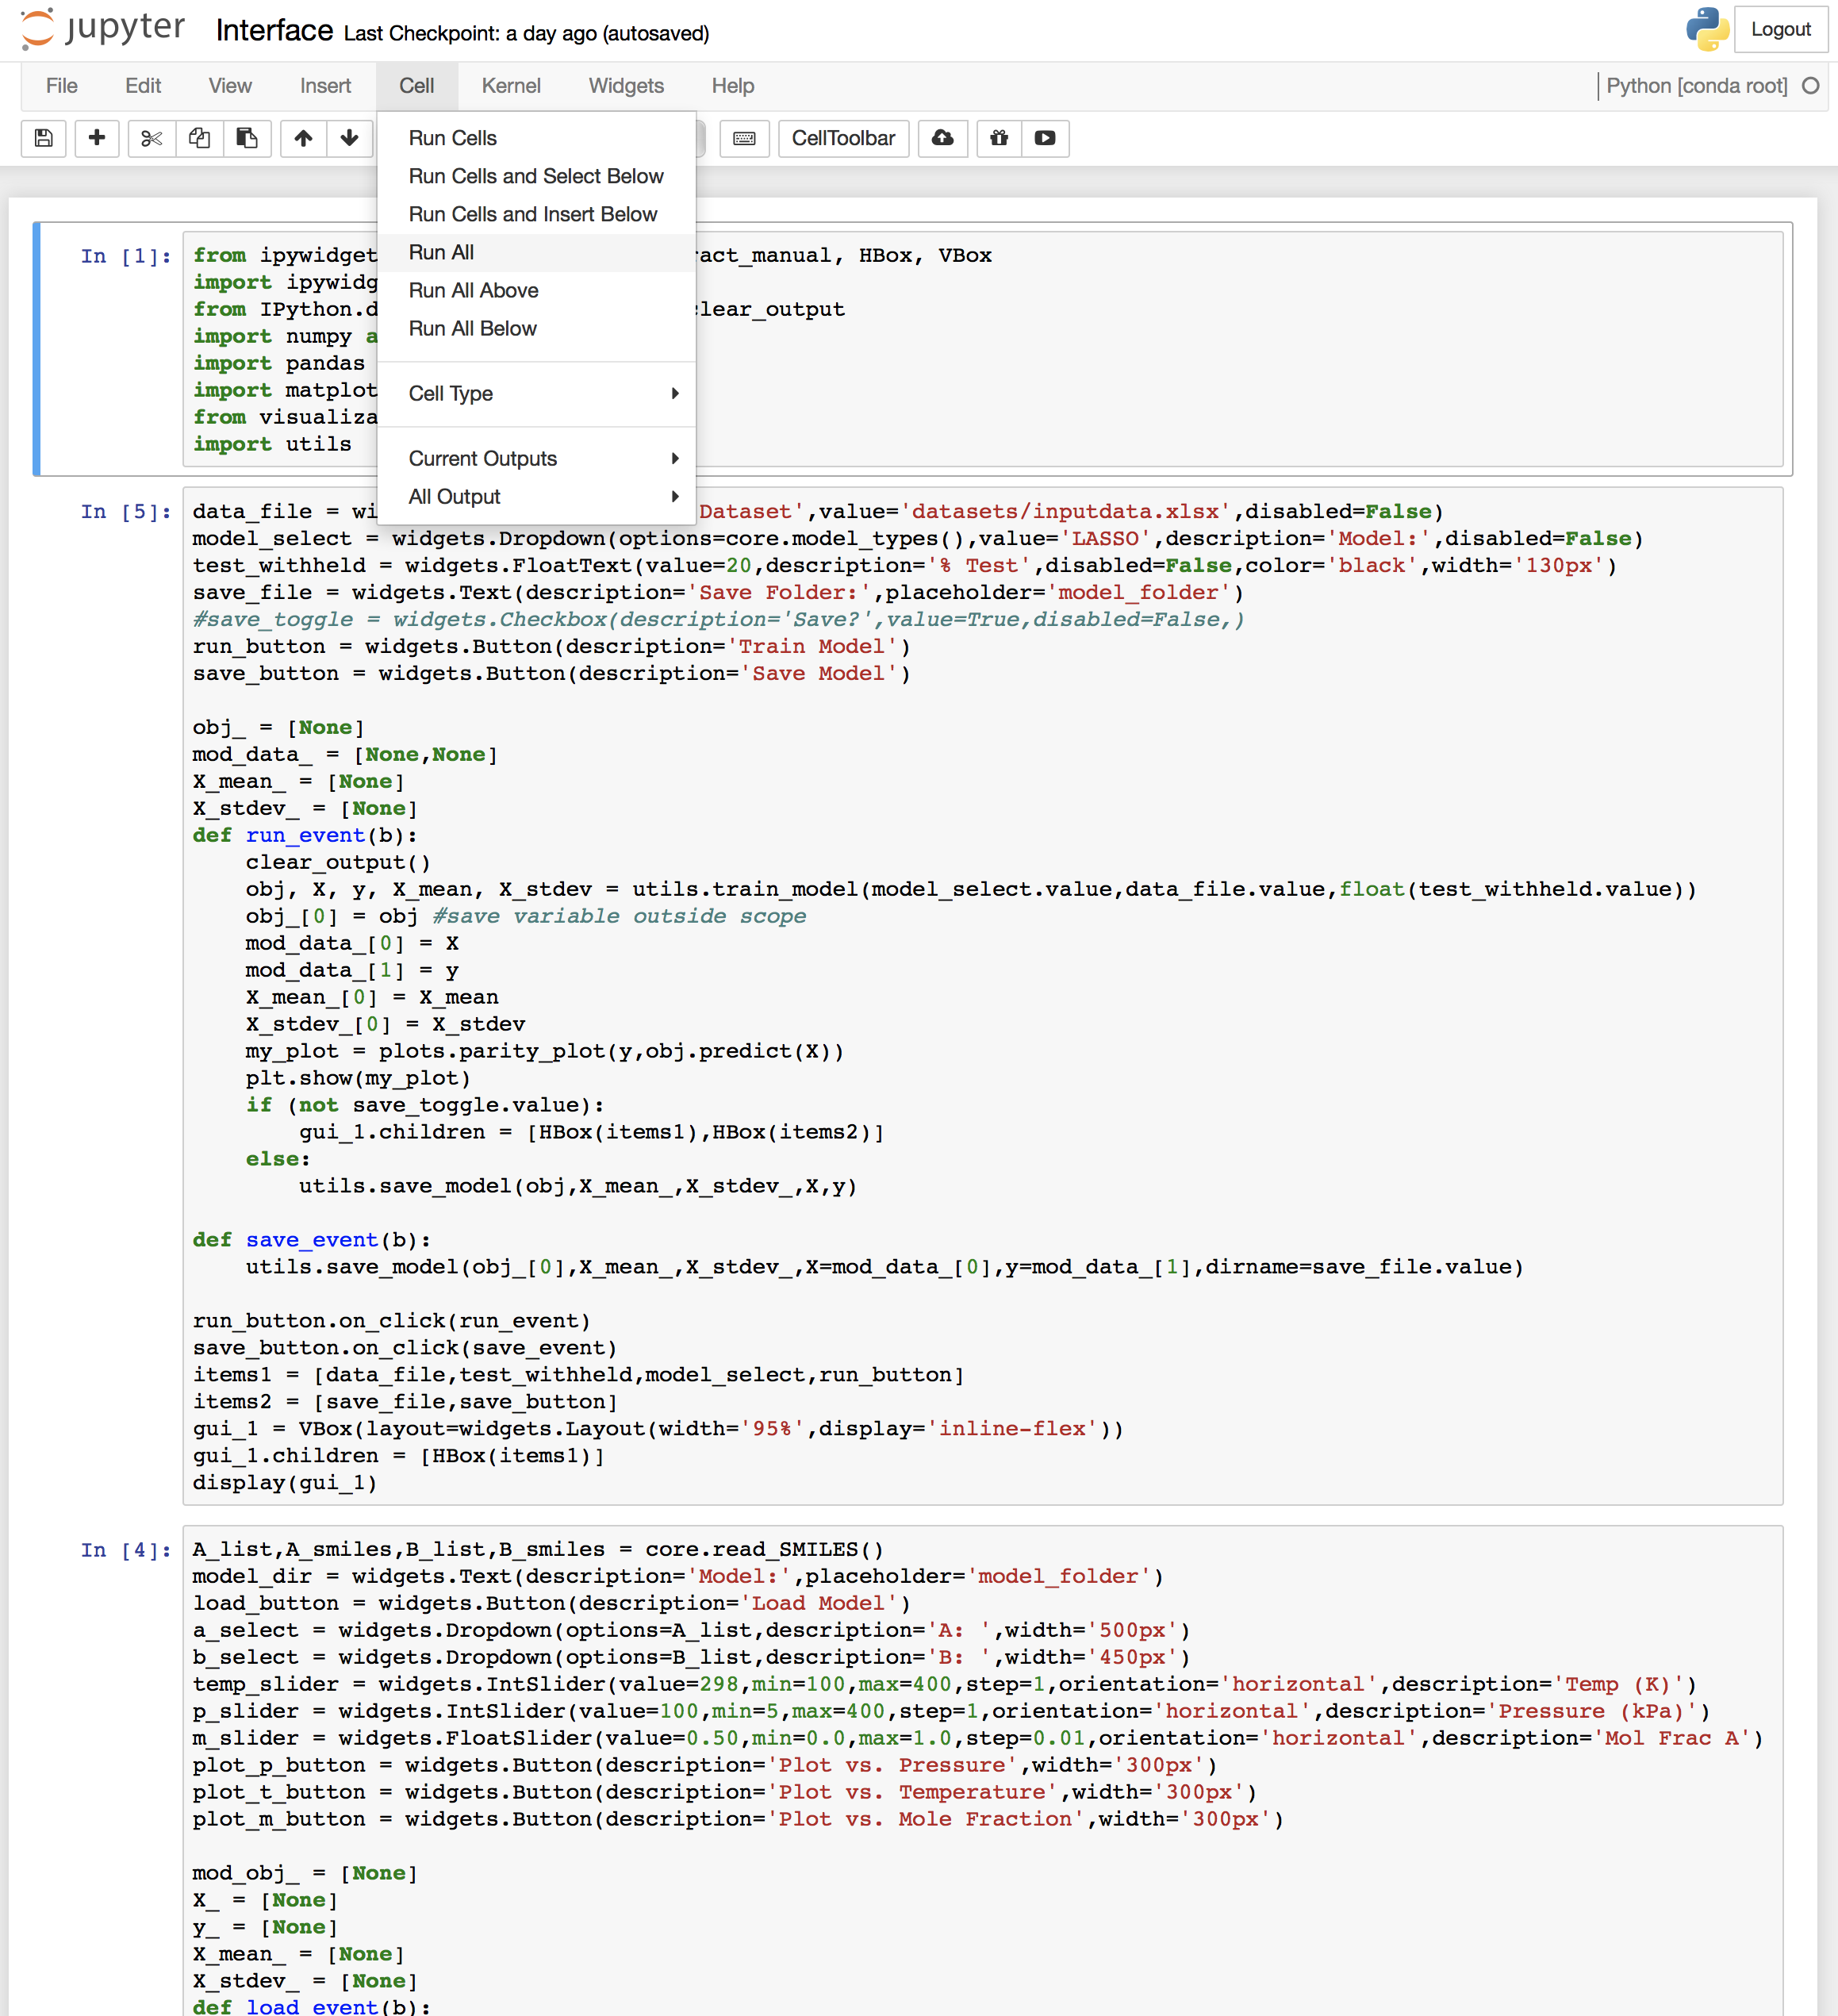 jupyter Interface Last Checkpoint: a day ago (autosaved) Logout
File Edit View Insert Cell Kernel Widgets Help Python [conda root]
CellToolbar
Run Cells
Run Cells and Select Below
Run Cells and Insert Below
Run All
Run All Above
Run All Below
Cell Type
Current Outputs
All Output
In [1]: from ipywidget ract_manual, HBox, VBox
import ipywidg
from IPython.d clear_output
import numpy a
import pandas
import matplot
from visualiza
import utils
In [5]: data_file = wi Dataset',value='datasets/inputdata.xlsx',disabled=False)
model_select = widgets.Dropdown(options=core.model_types(),value='LASSO',description='Model:',disabled=False)
test_withheld = widgets.FloatText(value=20,description='% Test',disabled=False,color='black',width='130px')
save_file = widgets.Text(description='Save Folder:',placeholder='model_folder')
#save_toggle = widgets.Checkbox(description='Save?',value=True,disabled=False,)
run_button = widgets.Button(description='Train Model')
save_button = widgets.Button(description='Save Model')
obj_ = [None]
mod_data_ = [None,None]
X_mean_ = [None]
X_stdev_ = [None]
def run_event(b):
    clear_output()
    obj, X, y, X_mean, X_stdev = utils.train_model(model_select.value,data_file.value,float(test_withheld.value))
    obj_[0] = obj #save variable outside scope
    mod_data_[0] = X
    mod_data_[1] = y
    X_mean_[0] = X_mean
    X_stdev_[0] = X_stdev
    my_plot = plots.parity_plot(y,obj.predict(X))
    plt.show(my_plot)
    if (not save_toggle.value):
        gui_1.children = [HBox(items1),HBox(items2)]
    else:
        utils.save_model(obj,X_mean_,X_stdev_,X,y)
def save_event(b):
    utils.save_model(obj_[0],X_mean_,X_stdev_,X=mod_data_[0],y=mod_data_[1],dirname=save_file.value)
run_button.on_click(run_event)
save_button.on_click(save_event)
items1 = [data_file,test_withheld,model_select,run_button]
items2 = [save_file,save_button]
gui_1 = VBox(layout=widgets.Layout(width='95%',display='inline-flex'))
gui_1.children = [HBox(items1)]
display(gui_1)
In [4]: A_list,A_smiles,B_list,B_smiles = core.read_SMILES()
model_dir = widgets.Text(description='Model:',placeholder='model_folder')
load_button = widgets.Button(description='Load Model')
a_select = widgets.Dropdown(options=A_list,description='A: ',width='500px')
b_select = widgets.Dropdown(options=B_list,description='B: ',width='450px')
temp_slider = widgets.IntSlider(value=298,min=100,max=400,step=1,orientation='horizontal',description='Temp (K)')
p_slider = widgets.IntSlider(value=100,min=5,max=400,step=1,orientation='horizontal',description='Pressure (kPa)')
m_slider = widgets.FloatSlider(value=0.50,min=0.0,max=1.0,step=0.01,orientation='horizontal',description='Mol Frac A')
plot_p_button = widgets.Button(description='Plot vs. Pressure',width='300px')
plot_t_button = widgets.Button(description='Plot vs. Temperature',width='300px')
plot_m_button = widgets.Button(description='Plot vs. Mole Fraction',width='300px')
mod_obj_ = [None]
X_ = [None]
y_ = [None]
X_mean_ = [None]
X_stdev_ = [None]
def load_event(b):